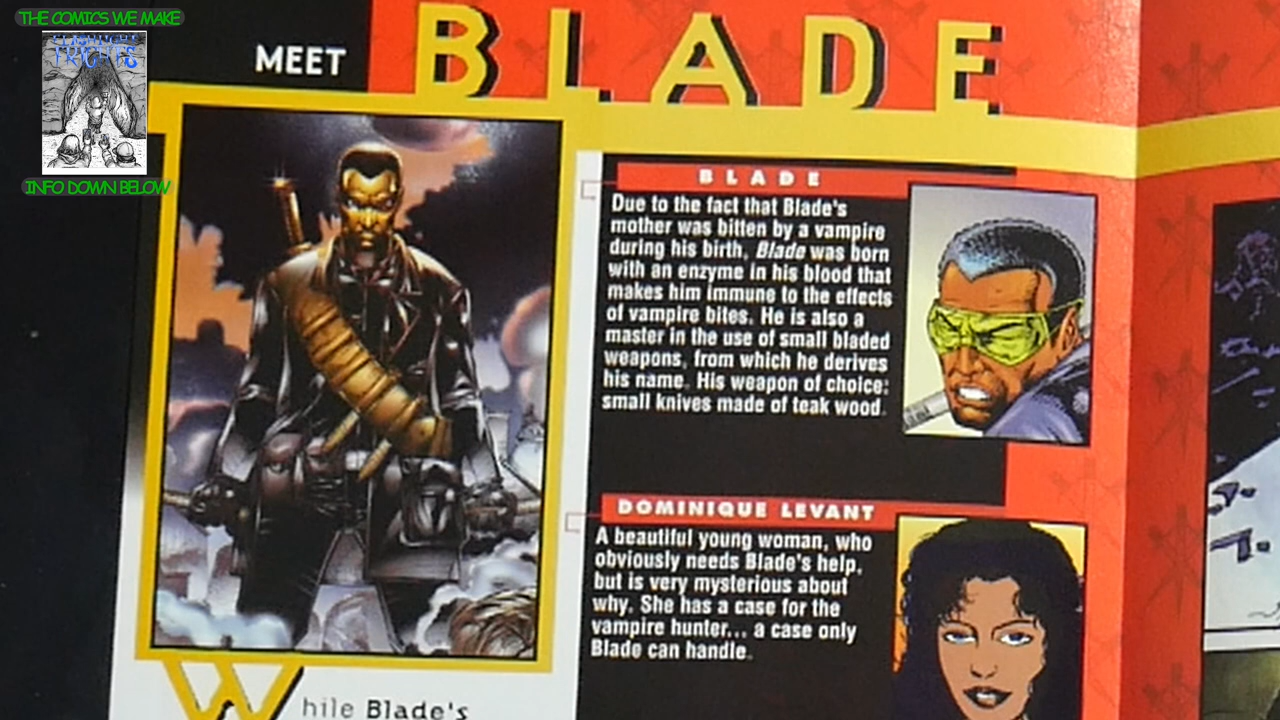 THE COMICS WE MAKE
FRIGHTS
INFO DOWN BELOW
MEET
BLADE
BLADE
Due to the fact that Blade's
mother was bitten by a vampire
during his birth, Blade was born
with an enzyme in his blood that
makes him immune to the effects
of vampire bites. He is also a
master in the use of small bladed
weapons, from which he derives
his name. His weapon of choice:
small knives made of teak wood.
DOMINIQUE LEVANT
A beautiful young woman, who
obviously needs Blade's help,
but is very mysterious about
why. She has a case for the
vampire hunter... a case only
Blade can handle.
While Blade's